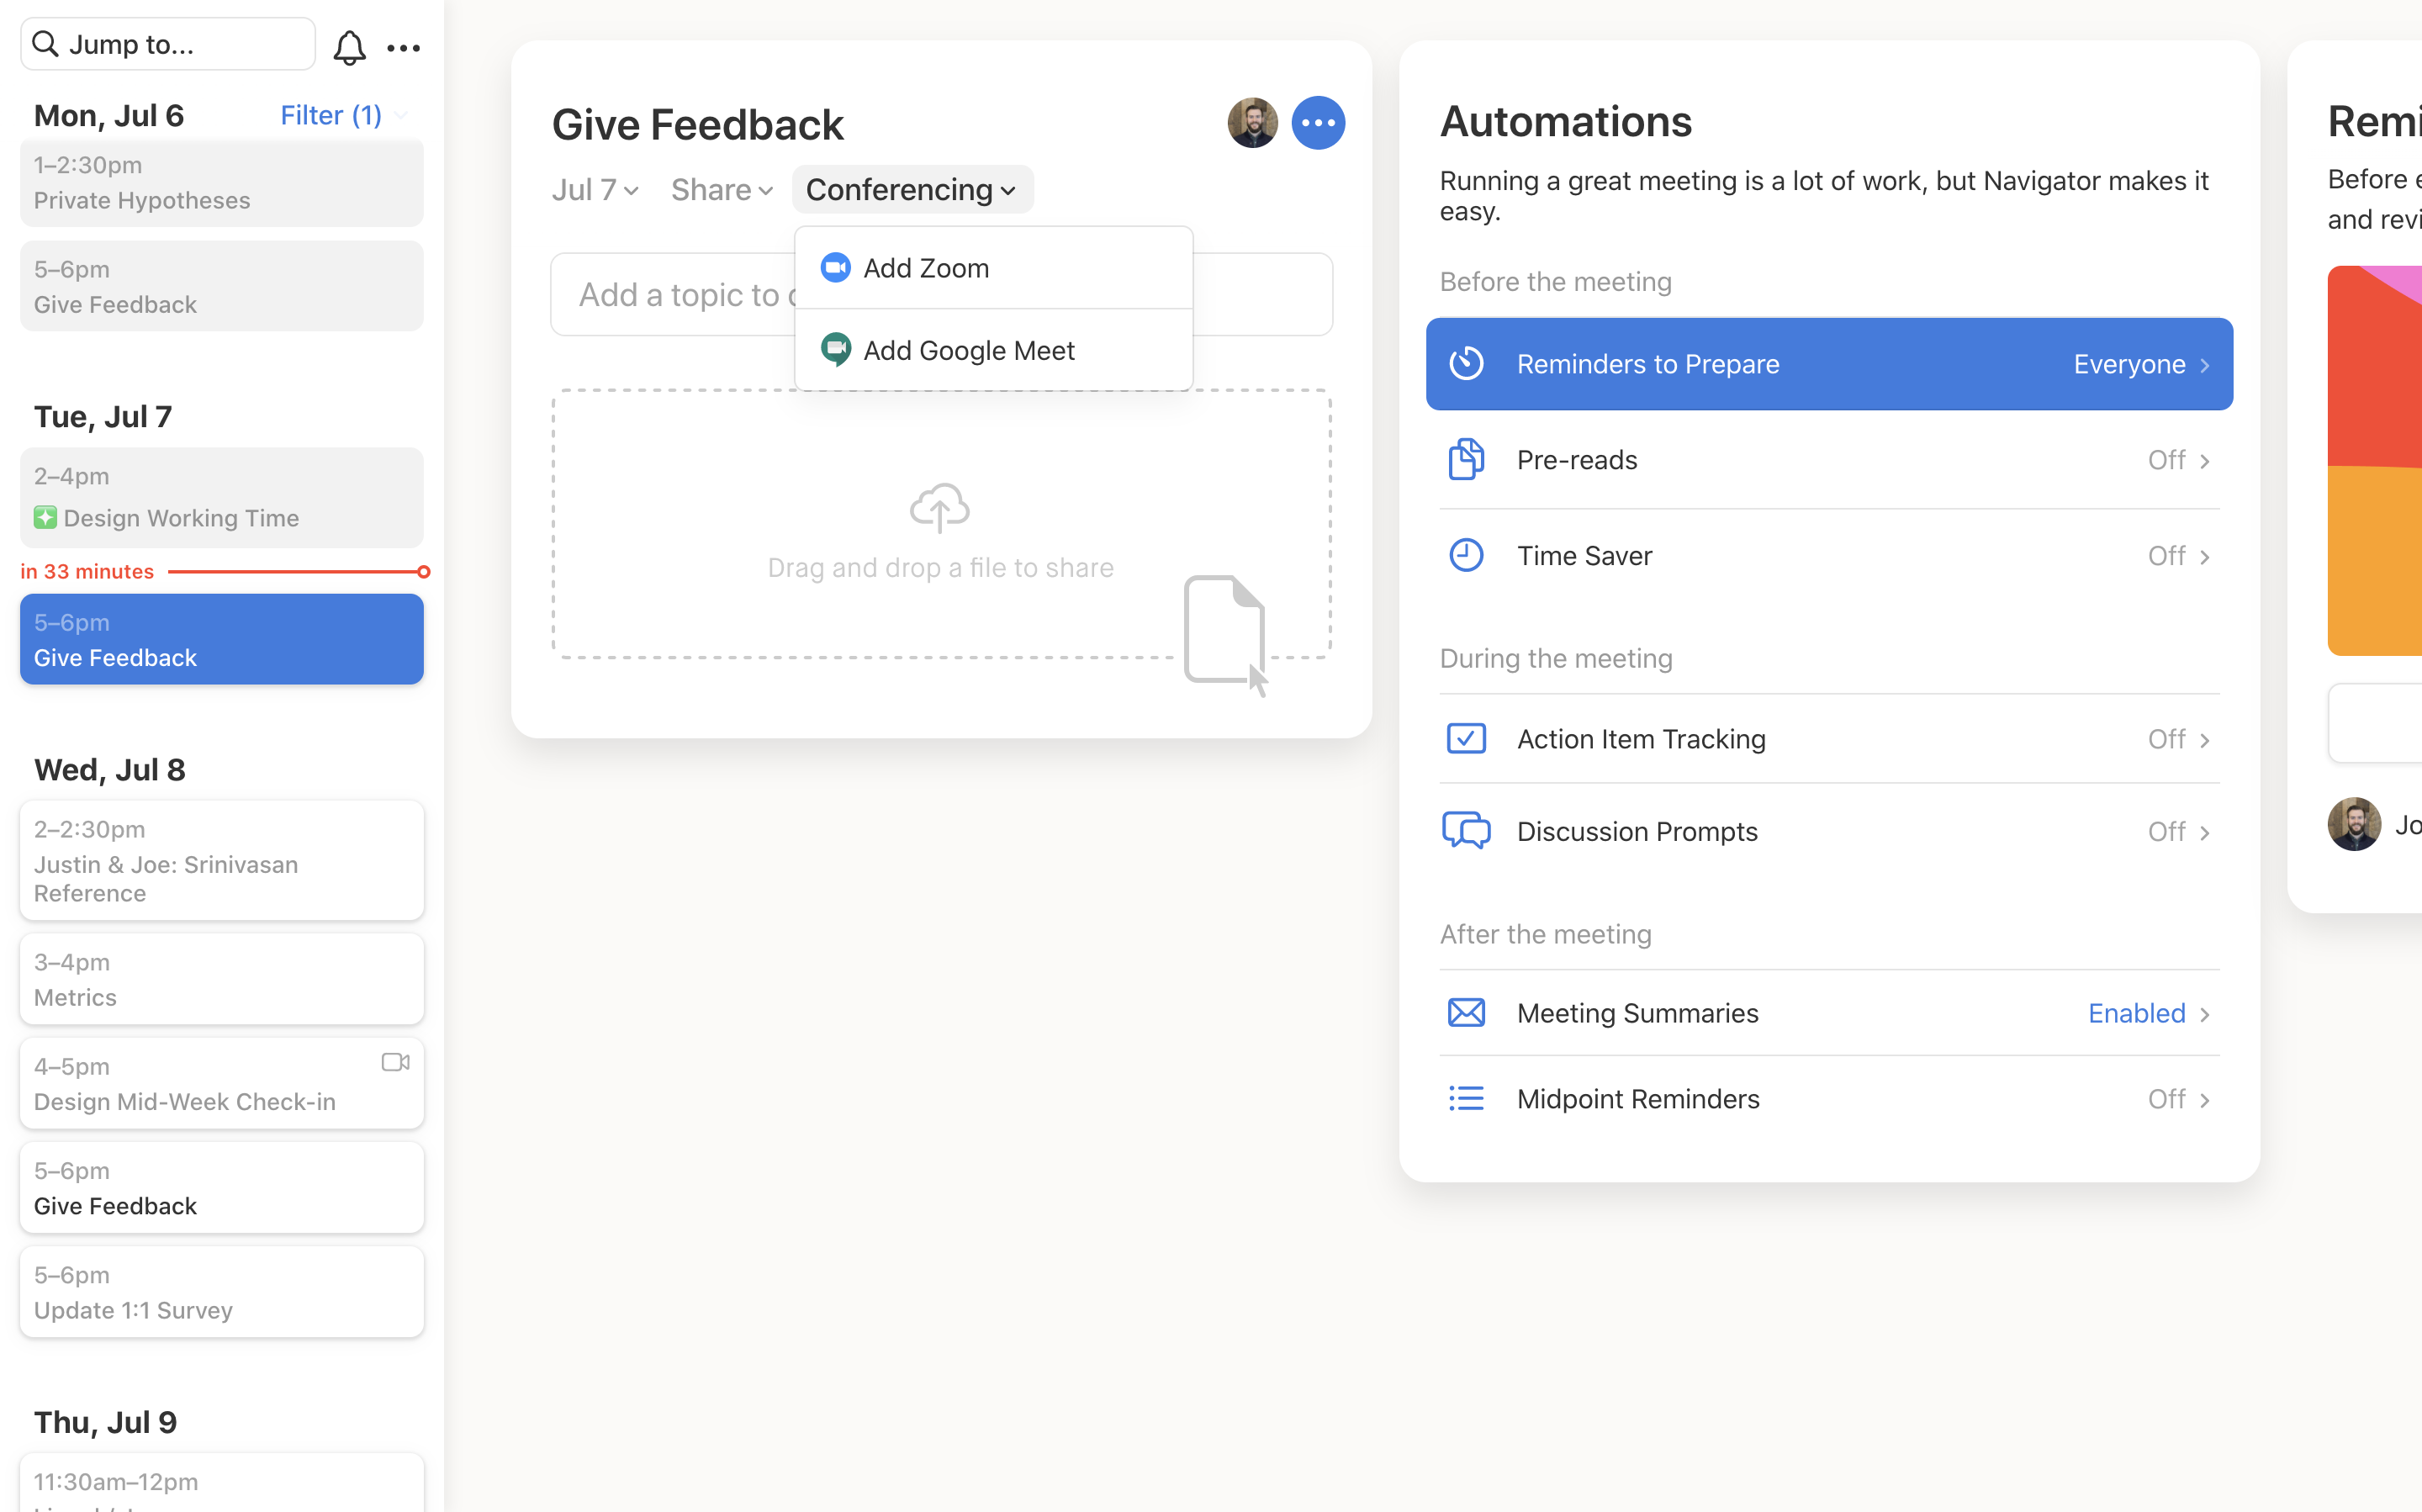 Jump to...
Mon, Jul 6
Filter (1)
1–2:30pm
Private Hypotheses
5–6pm
Give Feedback
Tue, Jul 7
2–4pm
Design Working Time
in 33 minutes
5–6pm
Give Feedback
Wed, Jul 8
2–2:30pm
Justin & Joe: Srinivasan
Reference
3–4pm
Metrics
4–5pm
Design Mid-Week Check-in
5–6pm
Give Feedback
5–6pm
Update 1:1 Survey
Thu, Jul 9
11:30am–12pm
Give Feedback
Jul 7
Share
Conferencing
Add Zoom
Add Google Meet
Add a topic to
Drag and drop a file to share
Automations
Running a great meeting is a lot of work, but Navigator makes it
easy.
Before the meeting
Reminders to Prepare
Everyone
Pre-reads
Off
Time Saver
Off
During the meeting
Action Item Tracking
Off
Discussion Prompts
Off
After the meeting
Meeting Summaries
Enabled
Midpoint Reminders
Off
Remi
Before e
and revi
Jo